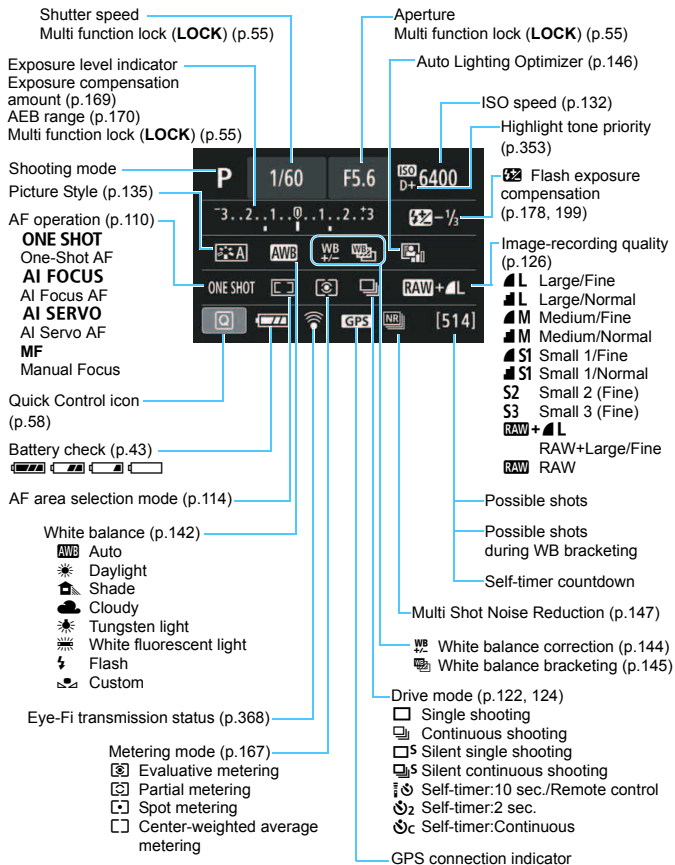 Shutter speed
Multi function lock (LOCK) (p.55)
Aperture
Multi function lock (LOCK) (p.55)
Exposure level indicator
Exposure compensation
amount (p.169)
AEB range (p.170)
Multi function lock (LOCK) (p.55)
Auto Lighting Optimizer (p.146)
ISO speed (p.132)
Highlight tone priority
(p.353)
Shooting mode
Picture Style (p.135)
AF operation (p.110)
ONE SHOT
One-Shot AF
AI FOCUS
AI Focus AF
AI SERVO
AI Servo AF
MF
Manual Focus
Quick Control icon
(p.58)
Battery check (p.43)
AF area selection mode (p.114)
P 1/60 F5.6 ISO D+ 6400
-3..2..1..0..1..2.:+3 -1/3
A AWB WB +/- WB
ONE SHOT RAW+L
Q GPS NR [514]
Flash exposure
compensation
(p.178, 199)
Image-recording quality
(p.126)
L Large/Fine
L Large/Normal
M Medium/Fine
M Medium/Normal
S1 Small 1/Fine
S1 Small 1/Normal
S2 Small 2 (Fine)
S3 Small 3 (Fine)
RAW+L
RAW+Large/Fine
RAW RAW
Possible shots
Possible shots
during WB bracketing
Self-timer countdown
White balance (p.142)
AWB Auto
Daylight
Shade
Cloudy
Tungsten light
White fluorescent light
Flash
Custom
Multi Shot Noise Reduction (p.147)
WB +/- White balance correction (p.144)
WB White balance bracketing (p.145)
Eye-Fi transmission status (p.368)
Metering mode (p.167)
Evaluative metering
Partial metering
Spot metering
Center-weighted average
metering
Drive mode (p.122, 124)
Single shooting
Continuous shooting
S Silent single shooting
S Silent continuous shooting
Self-timer:10 sec./Remote control
2 Self-timer:2 sec.
C Self-timer:Continuous
GPS connection indicator